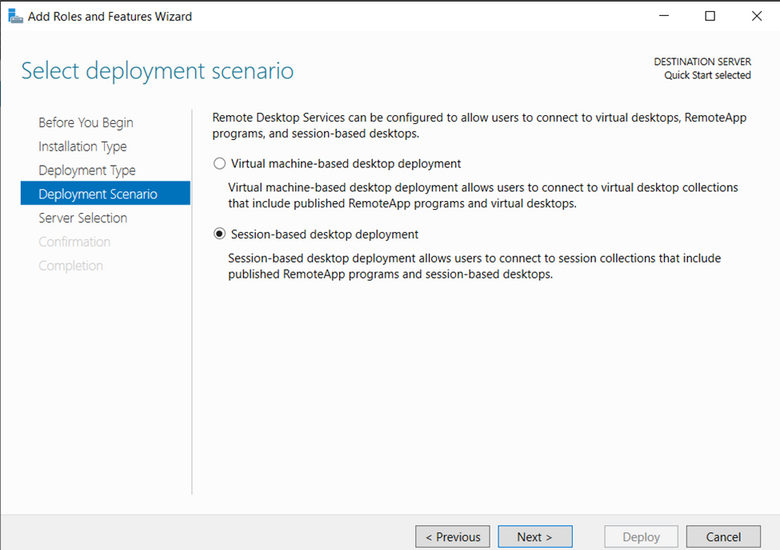 Add Roles and Features Wizard
Select deployment scenario
DESTINATION SERVER
Quick Start selected
Before You Begin
Installation Type
Deployment Type
Deployment Scenario
Server Selection
Confirmation
Completion
Remote Desktop Services can be configured to allow users to connect to virtual desktops, RemoteApp
programs, and session-based desktops.
Virtual machine-based desktop deployment
Virtual machine-based desktop deployment allows users to connect to virtual desktop collections
that include published RemoteApp programs and virtual desktops.
Session-based desktop deployment
Session-based desktop deployment allows users to connect to session collections that include
published RemoteApp programs and session-based desktops.
< Previous
Next >
Deploy
Cancel